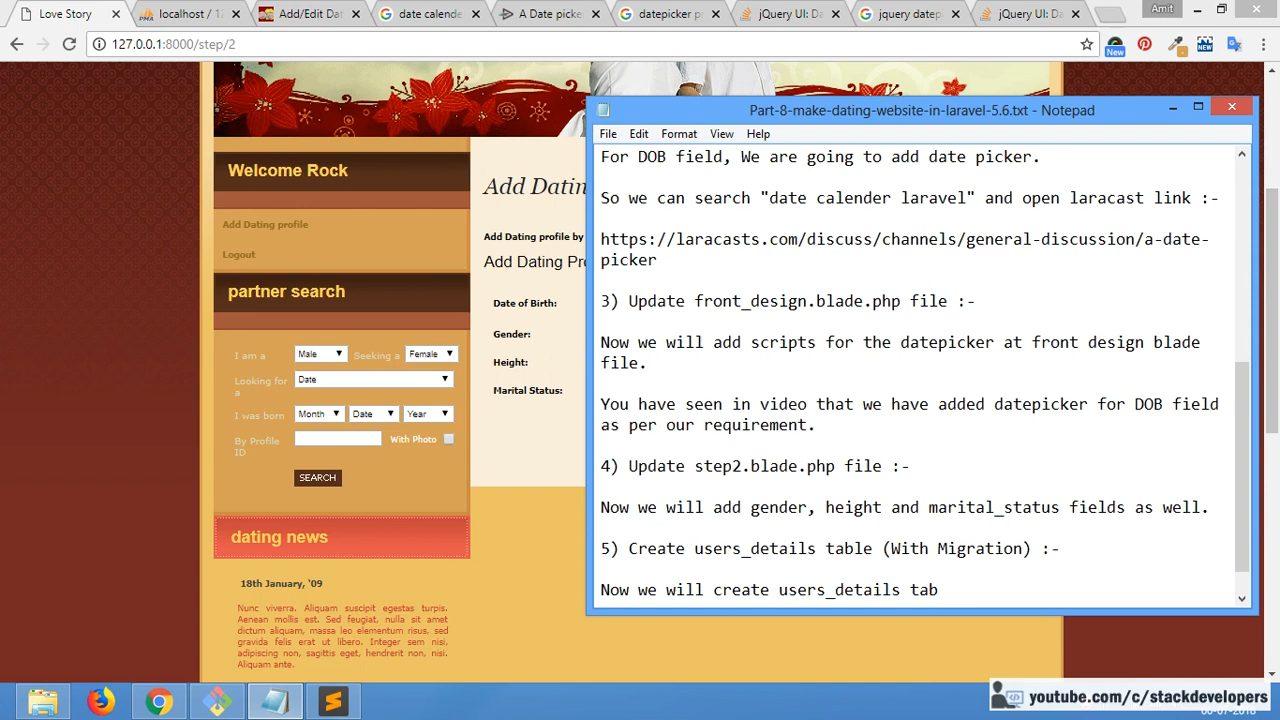 Love Story
localhost / 12
Add/Edit Dat
date calende
A Date picke
datepicker p
jQuery UI: Da
jquery datep
jQuery UI: Da
Amit
127.0.0.1:8000/step/2
New
NEW
Part-8-make-dating-website-in-laravel-5.6.txt - Notepad
File Edit Format View Help
For DOB field, We are going to add date picker.
So we can search "date calender laravel" and open laracast link :-
https://laracasts.com/discuss/channels/general-discussion/a-date-
picker
3) Update front_design.blade.php file :-
Now we will add scripts for the datepicker at front design blade
file.
You have seen in video that we have added datepicker for DOB field
as per our requirement.
4) Update step2.blade.php file :-
Now we will add gender, height and marital_status fields as well.
5) Create users_details table (With Migration) :-
Now we will create users_details tab
Welcome Rock
Add Dating profile
Logout
partner search
I am a Male Seeking a Female
Looking for
a
Date
I was born Month Date Year
By Profile
ID
With Photo
SEARCH
dating news
18th January, '09
Nunc viverra. Aliquam suscipit egestas turpis.
Aenean mollis est. Sed feugiat, nulla sit amet
dictum aliquam, massa leo elementum risus, sed
gravida felis erat ut libero. Integer sem nisi,
adipiscing non, sagittis eget, hendrerit non, nisi.
Aliquam ante.
Add Datin
Add Dating profile by
Add Dating Pro
Date of Birth:
Gender:
Height:
Marital Status:
youtube.com/c/stackdevelopers